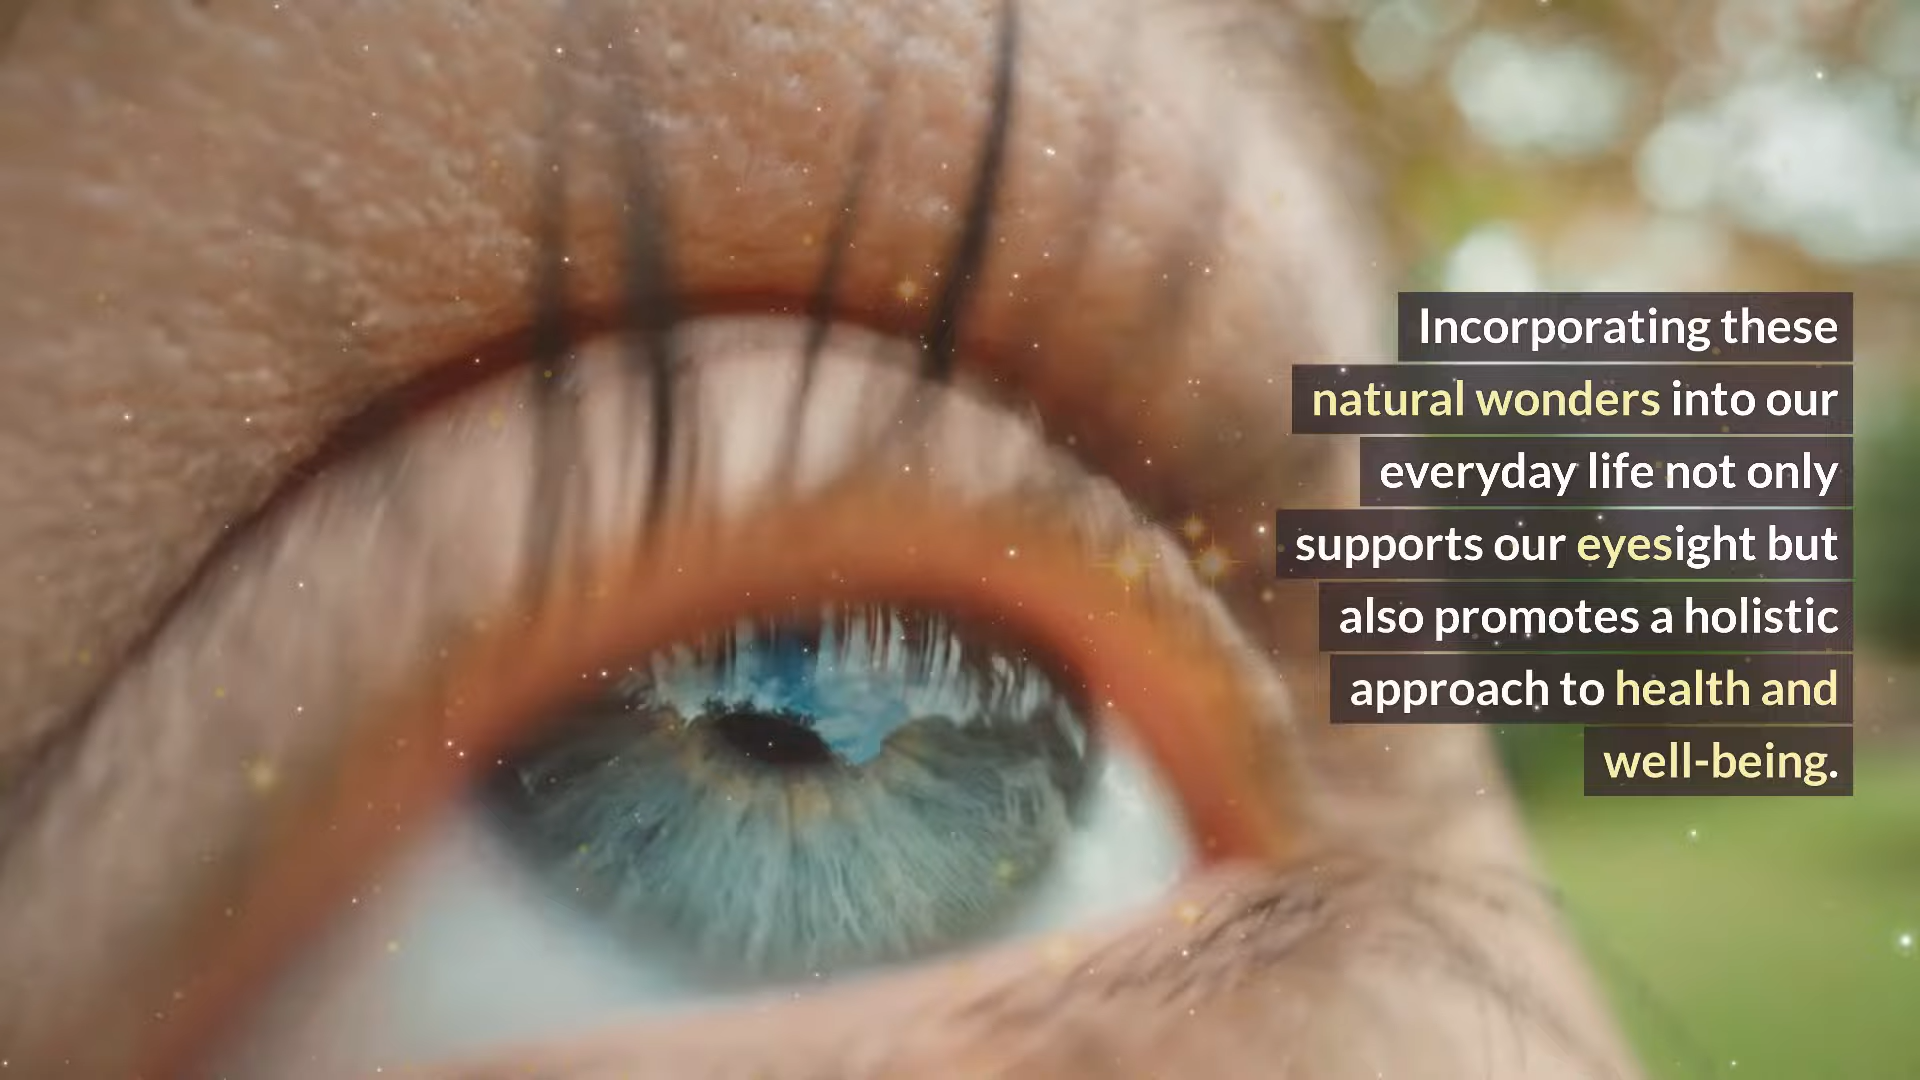 Incorporating these
natural wonders into our
everyday life not only
supports our eyesight but
also promotes a holistic
approach to health and
well-being.